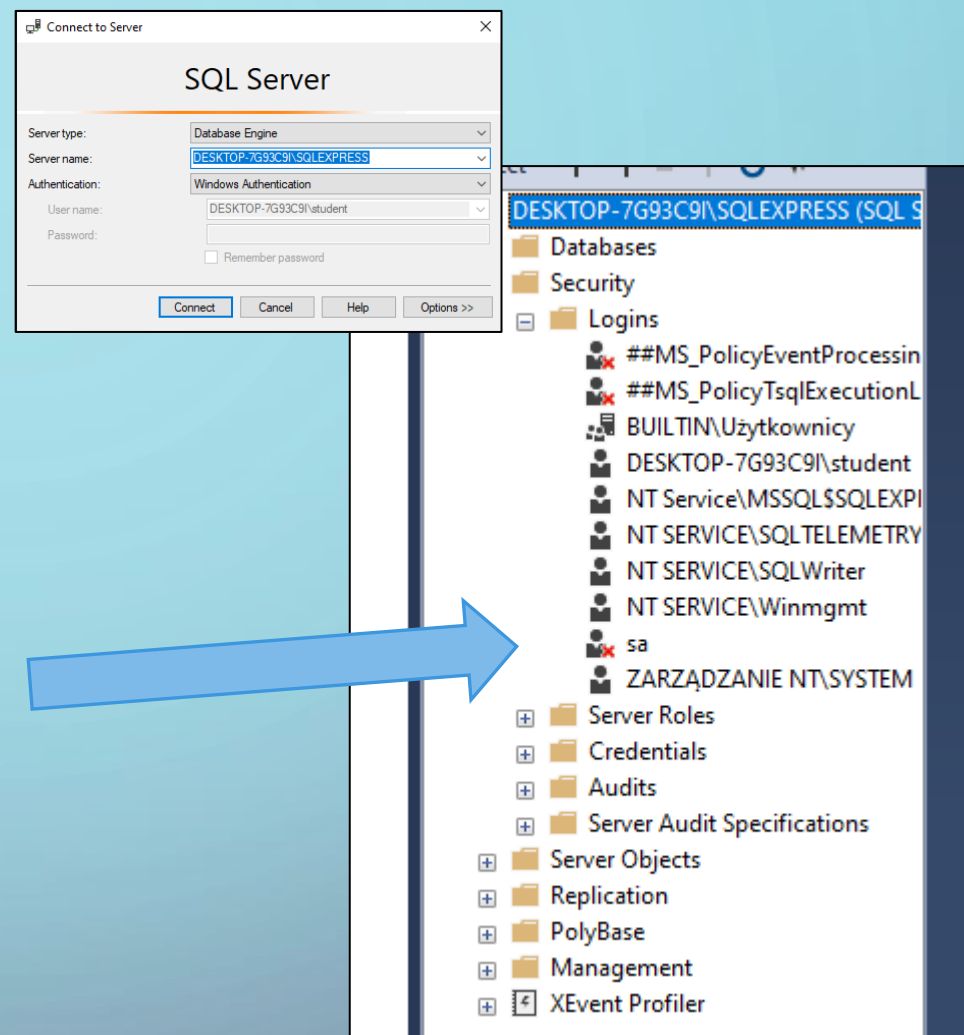 Connect to Server
SQL Server
Server type:
Database Engine
Server name:
DESKTOP-7G93C9I\SQLEXPRESS
Authentication:
Windows Authentication
User name:
DESKTOP-7G93C9I\student
Password:
Remember password
Connect
Cancel
Help
Options >>
DESKTOP-7G93C9I\SQLEXPRESS (SQL S
Databases
Security
Logins
##MS_PolicyEventProcessin
##MS_PolicyTsqlExecutionL
BUILTIN\Użytkownicy
DESKTOP-7G93C9I\student
NT Service\MSSQL$SQLEXP
NT SERVICE\SQLTELEMETRY
NT SERVICE\SQLWriter
NT SERVICE\Winmgmt
sa
ZARZĄDZANIE NT\SYSTEM
Server Roles
Credentials
Audits
Server Audit Specifications
Server Objects
Replication
PolyBase
Management
XEvent Profiler